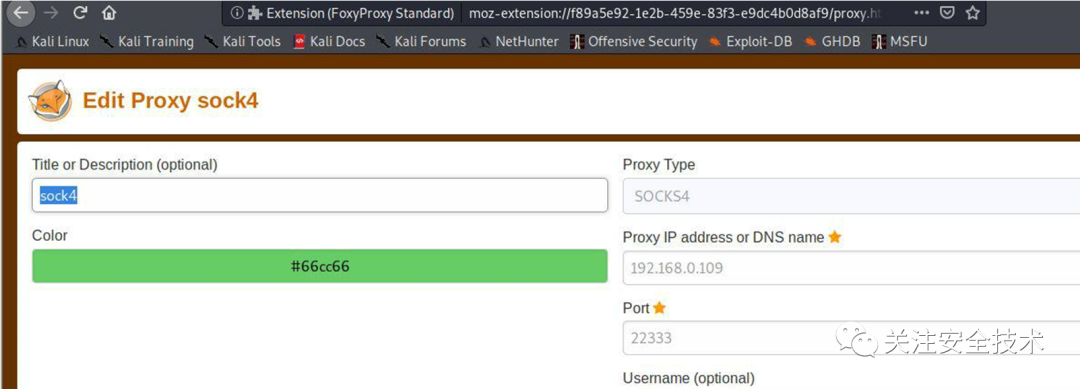 Extension (FoxyProxy Standard) moz-extension://f89a5e92-1e2b-459e-83f3-e9dc4b0d8af9/proxy.h
Kali Linux Kali Training Kali Tools Kali Docs Kali Forums NetHunter Offensive Security Exploit-DB GHDB MSFU
Edit Proxy sock4
Title or Description (optional)
sock4
Color
#66cc66
Proxy Type
SOCKS4
Proxy IP address or DNS name
192.168.0.109
Port
22333
Username (optional)
关注安全技术